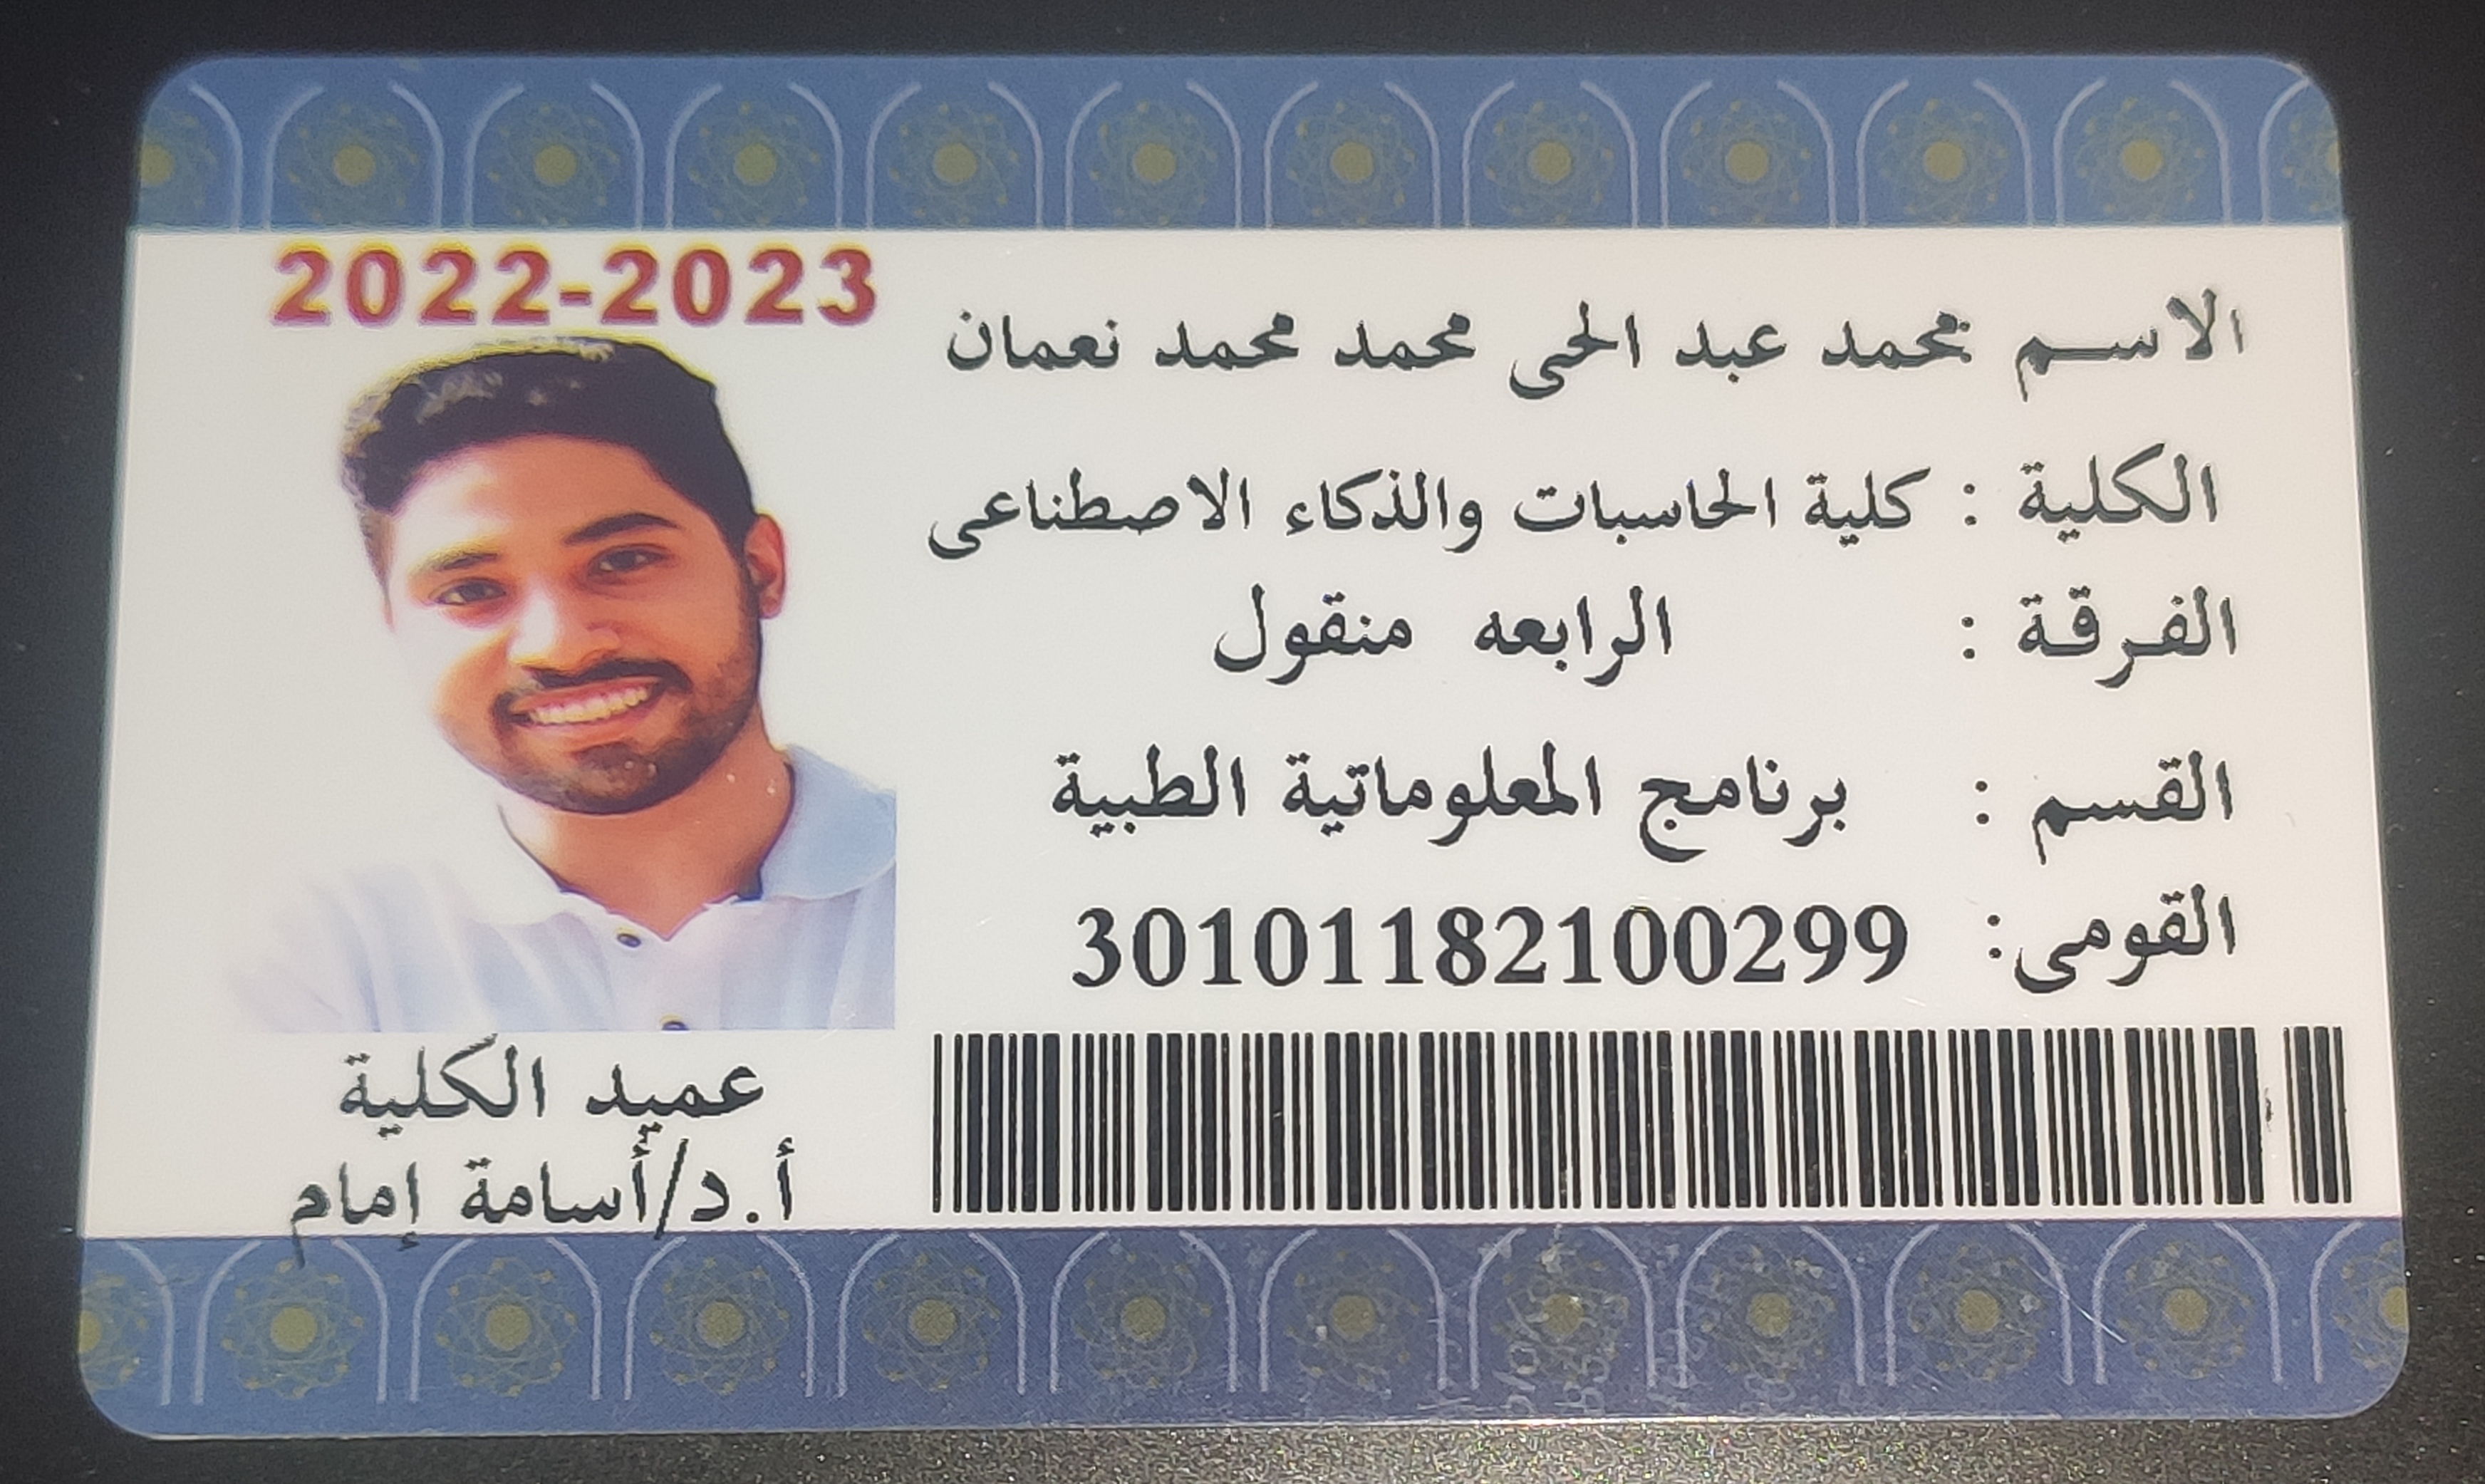 2022-2023
الاسم محمد عبد الحى محمد محمد نعمان
الكلية : كلية الحاسبات والذكاء الاصطناعى
الفرقة : الرابعه منقول
القسم : برنامج المعلوماتية الطبية
القومى: 30101182100299
عميد الكلية
أ.د/أسامة إمام